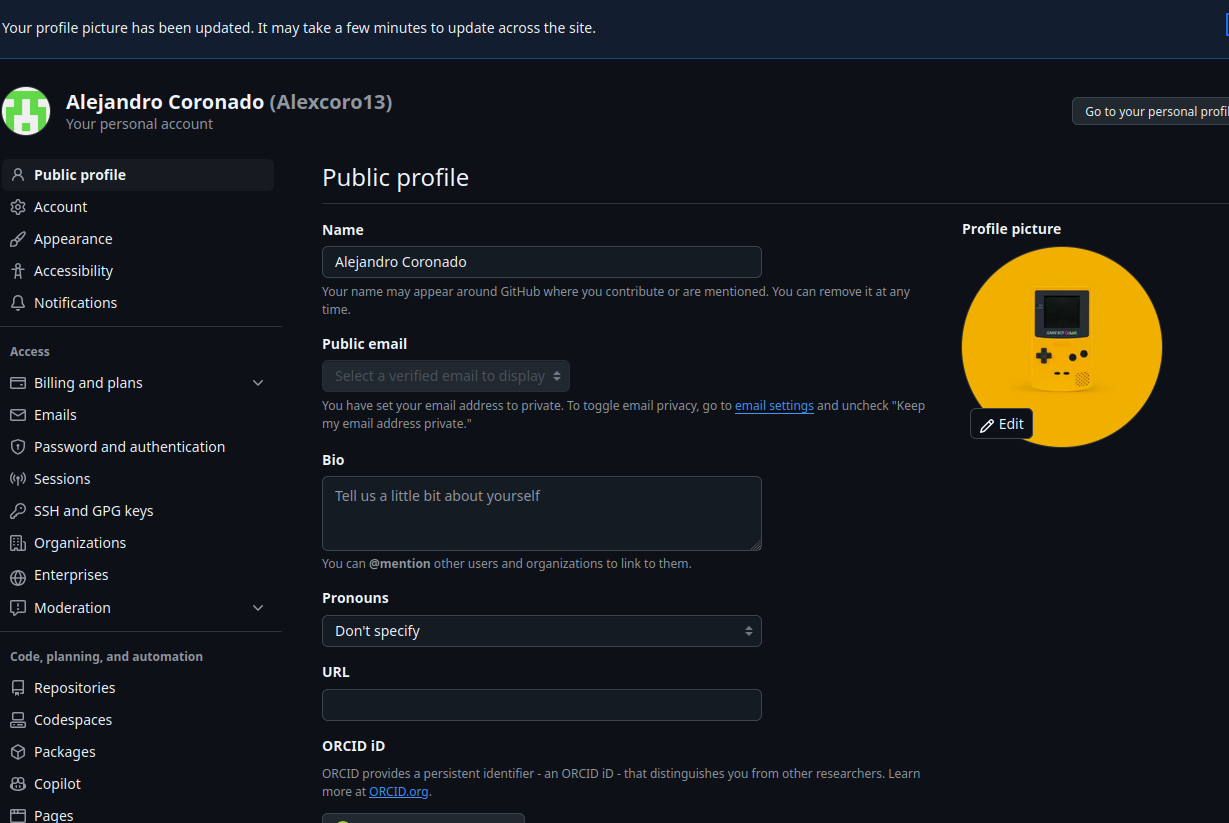 Your profile picture has been updated. It may take a few minutes to update across the site.
Alejandro Coronado (Alexcoro13)
Your personal account
Go to your personal profil
Public profile
Account
Appearance
Accessibility
Notifications
Access
Billing and plans
Emails
Password and authentication
Sessions
SSH and GPG keys
Organizations
Enterprises
Moderation
Code, planning, and automation
Repositories
Codespaces
Packages
Copilot
Pages
Public profile
Name
Alejandro Coronado
Your name may appear around GitHub where you contribute or are mentioned. You can remove it at any
time.
Public email
Select a verified email to display
You have set your email address to private. To toggle email privacy, go to email settings and uncheck "Keep
my email address private."
Bio
Tell us a little bit about yourself
You can @mention other users and organizations to link to them.
Pronouns
Don't specify
URL
ORCID iD
ORCID provides a persistent identifier - an ORCID iD - that distinguishes you from other researchers. Learn
more at ORCID.org.
Profile picture
GAME BOY COLOR
Edit